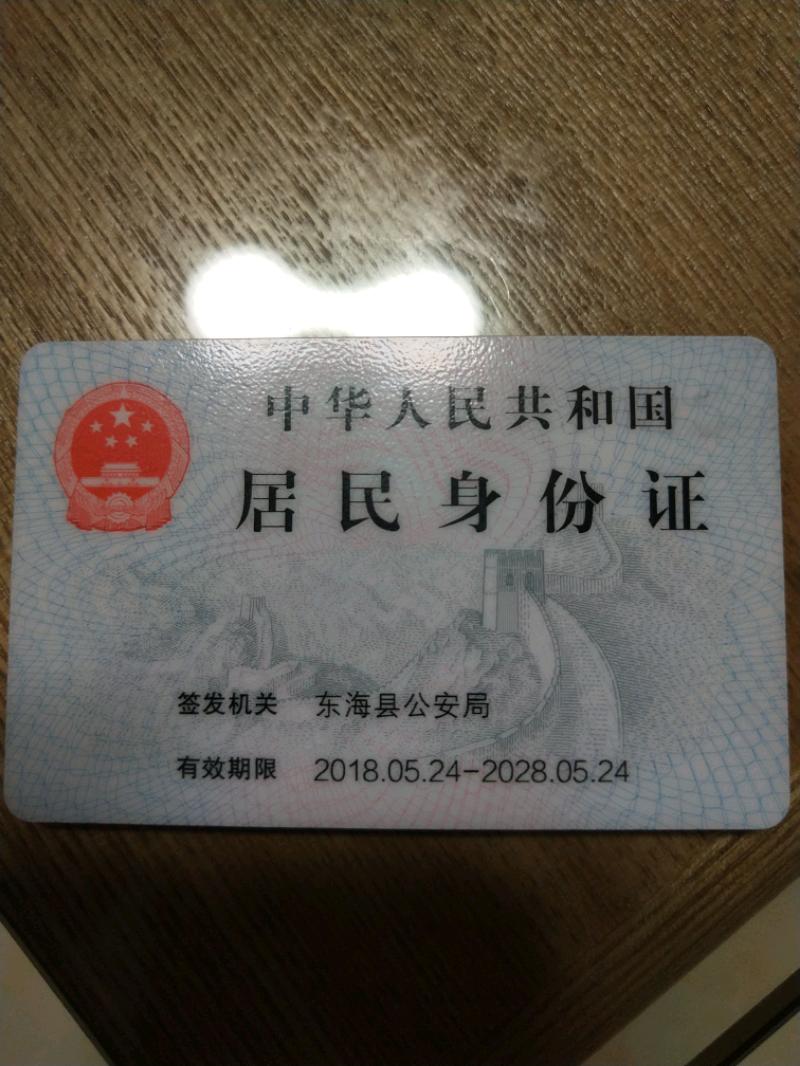 中华人民共和国
居民身份证
签发机关 东海县公安局
有效期限 2018.05.24-2028.05.24